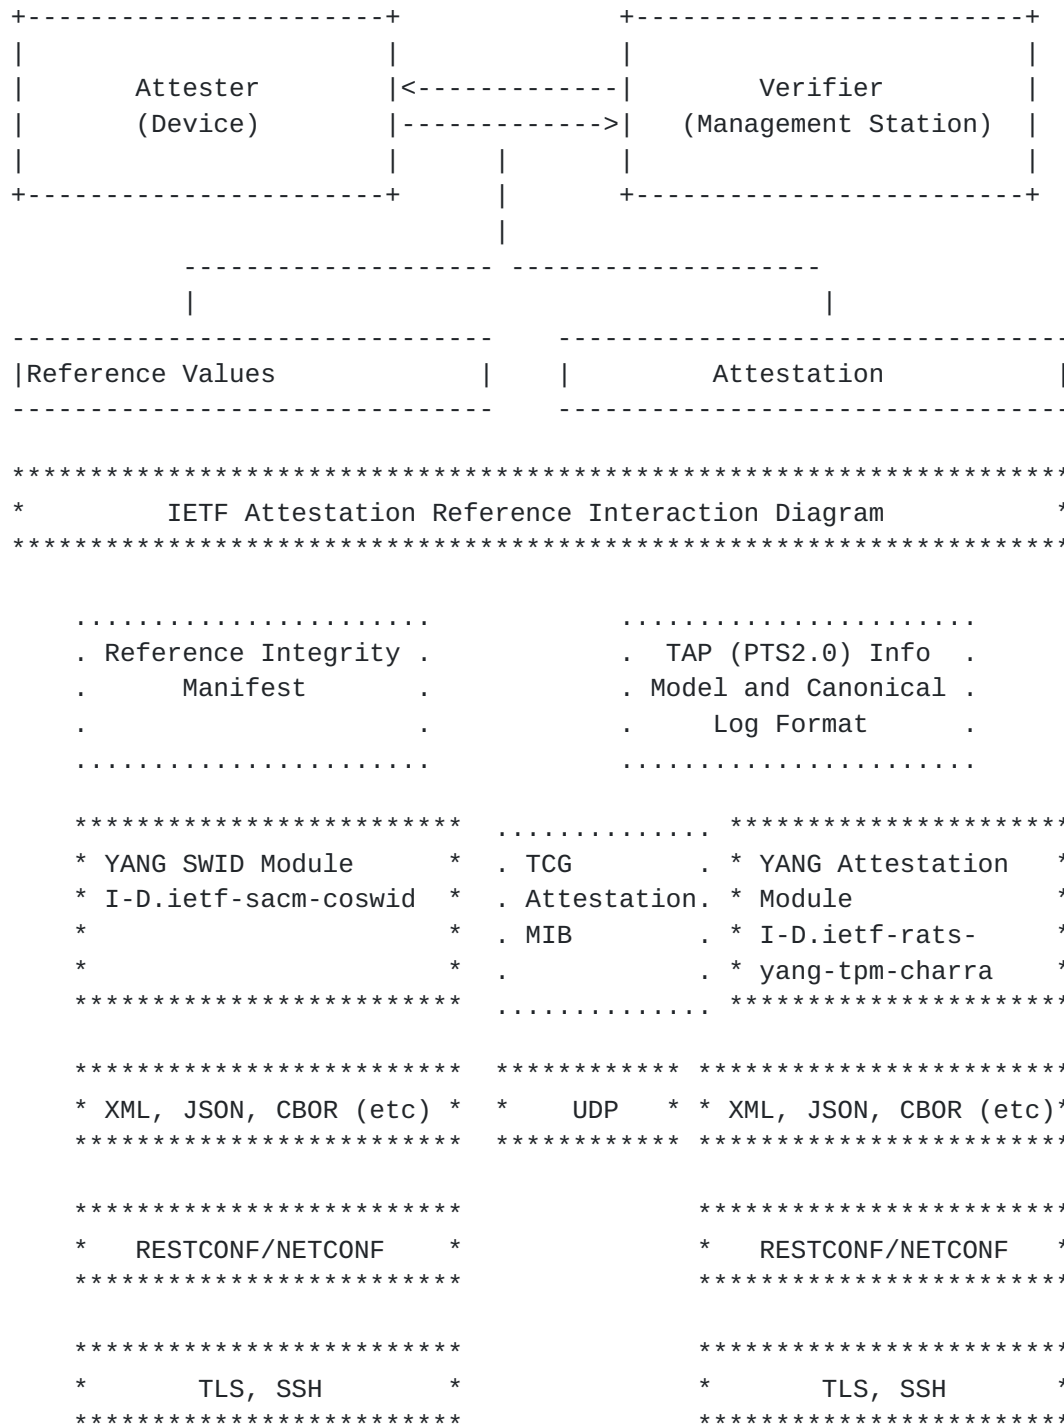 Attester Verifier
(Device) (Management Station)
Reference Values Attestation
IETF Attestation Reference Interaction Diagram
Reference Integrity TAP (PTS2.0) Info
Manifest Model and Canonical
Log Format
YANG SWID Module TCG YANG Attestation
I-D.ietf-sacm-coswid Attestation Module
MIB I-D.ietf-rats-
yang-tpm-charra
XML, JSON, CBOR (etc) UDP XML, JSON, CBOR (etc)
RESTCONF/NETCONF RESTCONF/NETCONF
TLS, SSH TLS, SSH